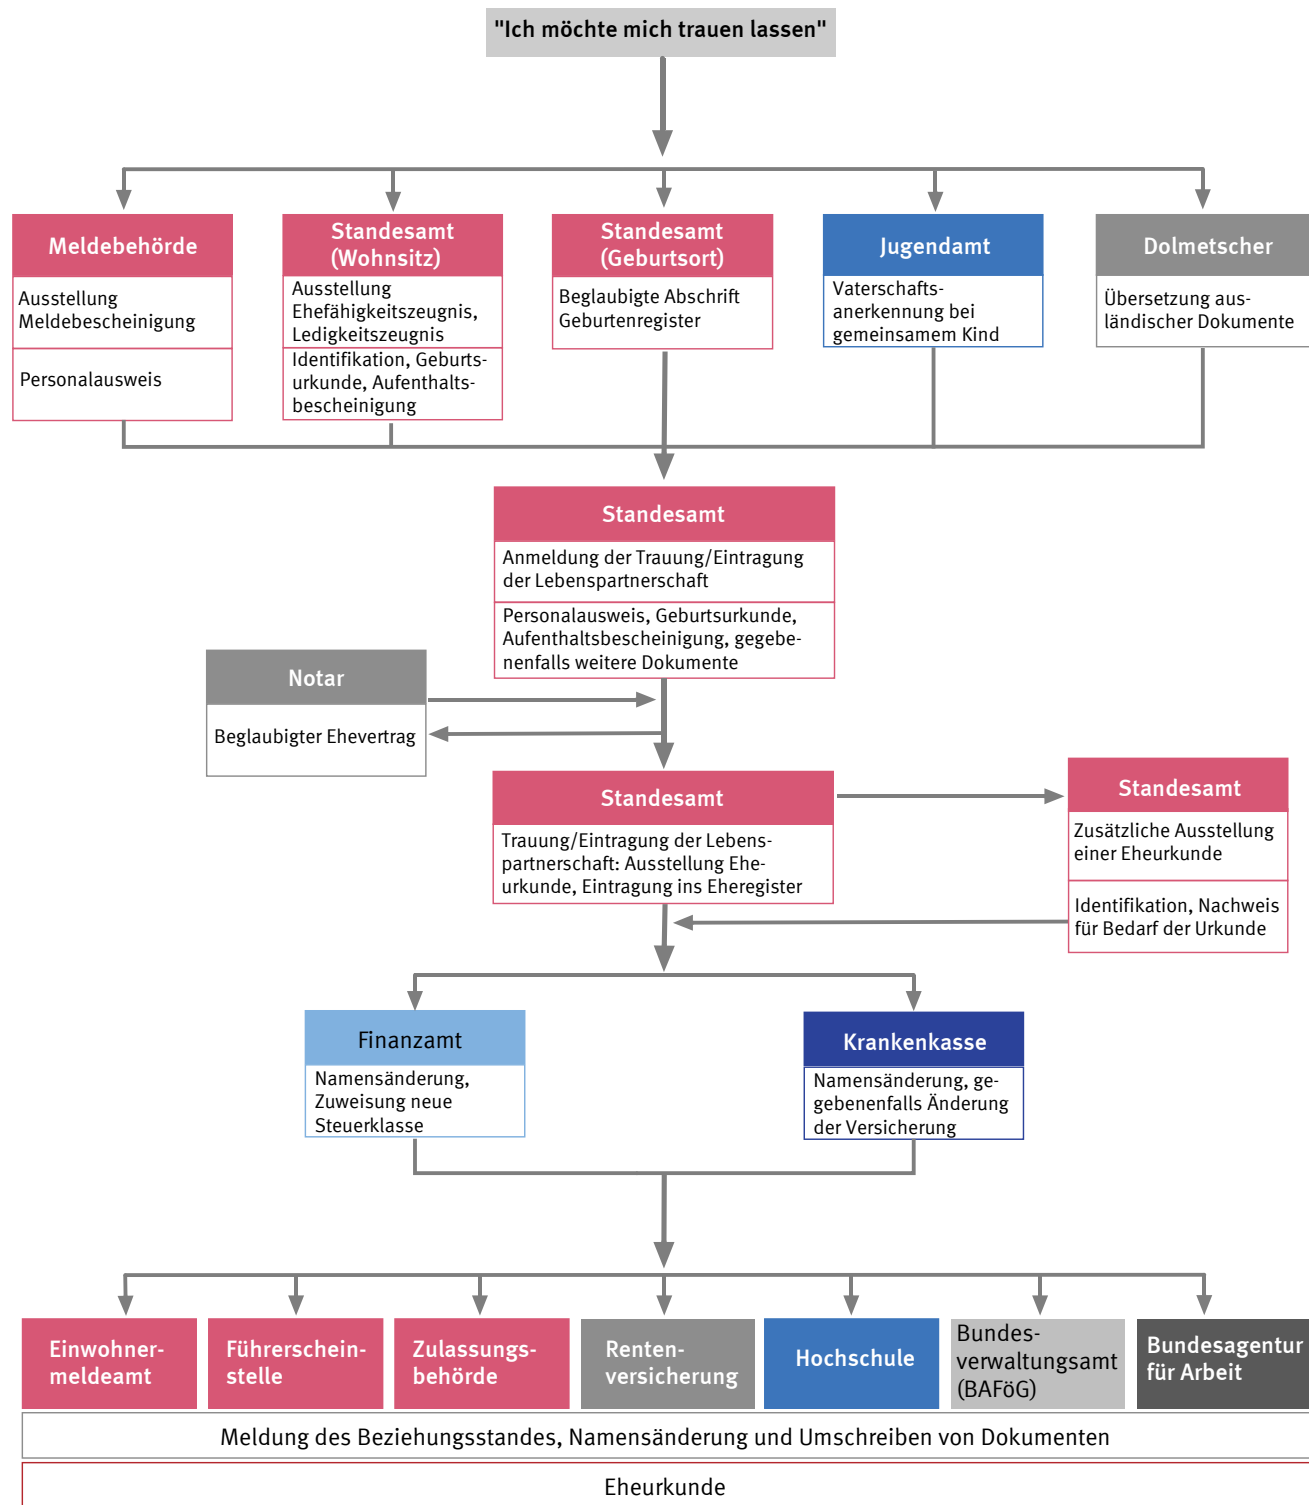 "Ich möchte mich trauen lassen"
Meldebehörde
Ausstellung
Meldebescheinigung
Personalausweis
Standesamt
(Wohnsitz)
Ausstellung
Ehefähigkeitszeugnis,
Ledigkeitszeugnis
Identifikation, Geburts-
urkunde, Aufenthalts-
bescheinigung
Standesamt
(Geburtsort)
Beglaubigte Abschrift
Geburtenregister
Jugendamt
Vaterschafts-
anerkennung bei
gemeinsamem Kind
Dolmetscher
Übersetzung aus-
ländischer Dokumente
Standesamt
Anmeldung der Trauung/Eintragung
der Lebenspartnerschaft
Personalausweis, Geburtsurkunde,
Aufenthaltsbescheinigung, gegebe-
nenfalls weitere Dokumente
Notar
Beglaubigter Ehevertrag
Standesamt
Trauung/Eintragung der Lebens-
partnerschaft: Ausstellung Ehe-
urkunde, Eintragung ins Eheregister
Standesamt
Zusätzliche Ausstellung
einer Eheurkunde
Identifikation, Nachweis
für Bedarf der Urkunde
Finanzamt
Namensänderung,
Zuweisung neue
Steuerklasse
Krankenkasse
Namensänderung, ge-
gebenenfalls Änderung
der Versicherung
Einwohner-
meldeamt
Führerschein-
stelle
Zulassungs-
behörde
Renten-
versicherung
Hochschule
Bundes-
verwaltungsamt
(BAFöG)
Bundesagentur
für Arbeit
Meldung des Beziehungsstandes, Namensänderung und Umschreiben von Dokumenten
Eheurkunde